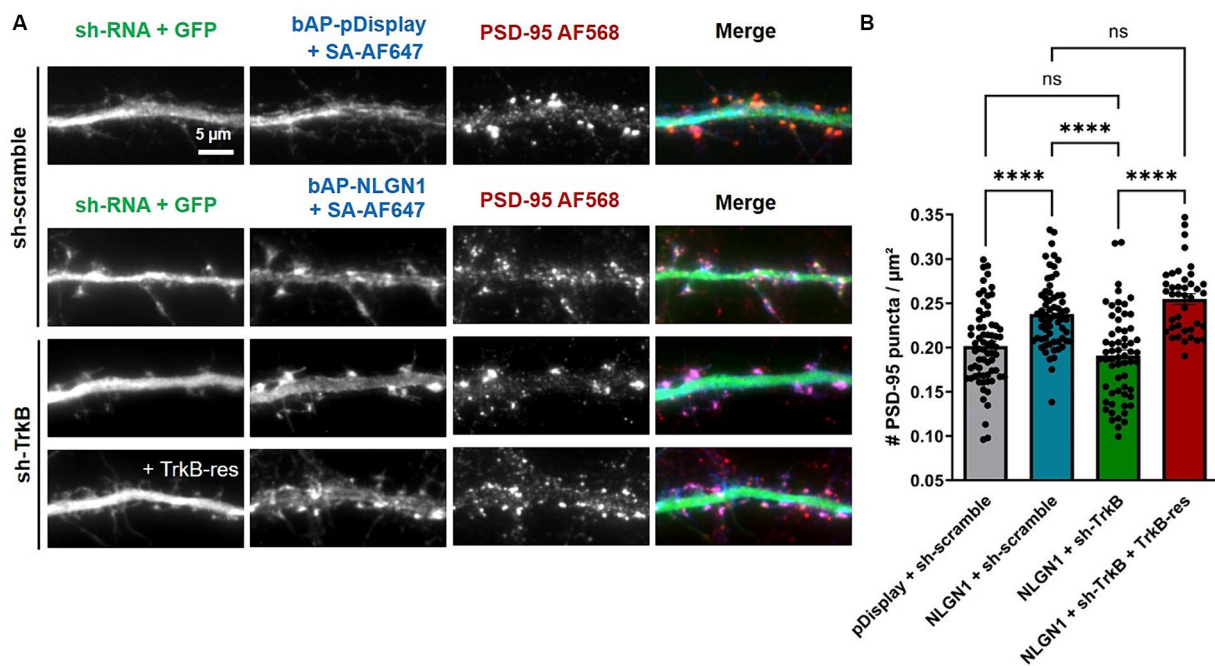 A
sh-RNA + GFP
bAP-pDisplay
+ SA-AF647
PSD-95 AF568
Merge
sh-scramble
5 µm
sh-RNA + GFP
bAP-NLGN1
+ SA-AF647
PSD-95 AF568
Merge
sh-TrkB
+ TrkB-res
B
ns
ns
****
****
****
# PSD-95 puncta / µm²
0.35
0.30
0.25
0.20
0.15
0.10
0.05
pDisplay + sh-scramble
NLGN1 + sh-scramble
NLGN1 + sh-TrkB
NLGN1 + sh-TrkB + TrkB-res